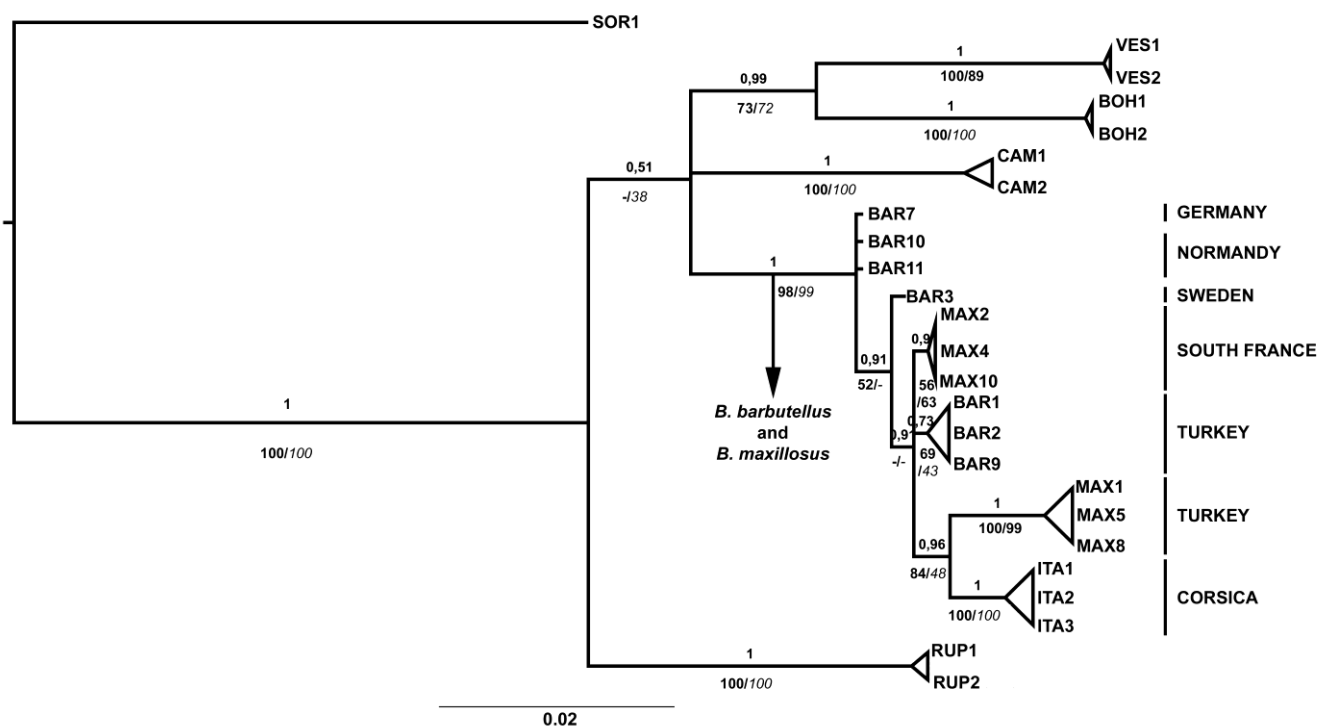 SOR1
VES1
1
100/89
VES2
0,99
73/72
BOH1
1
100/100
BOH2
CAM1
1
100/100
CAM2
0,51
-/38
BAR7
GERMANY
BAR10
NORMANDY
BAR11
1
98/99
BAR3
SWEDEN
MAX2
0,9
MAX4
SOUTH FRANCE
0,91
52/-
MAX10
56
/63
B. barbutellus
and
B. maxillosus
BAR1
0,73
BAR2
TURKEY
0,91
-/-
69
/43
BAR9
1
100/100
MAX1
1
MAX5
TURKEY
100/99
MAX8
0,96
84/48
ITA1
1
ITA2
CORSICA
100/100
ITA3
RUP1
1
100/100
RUP2
0.02